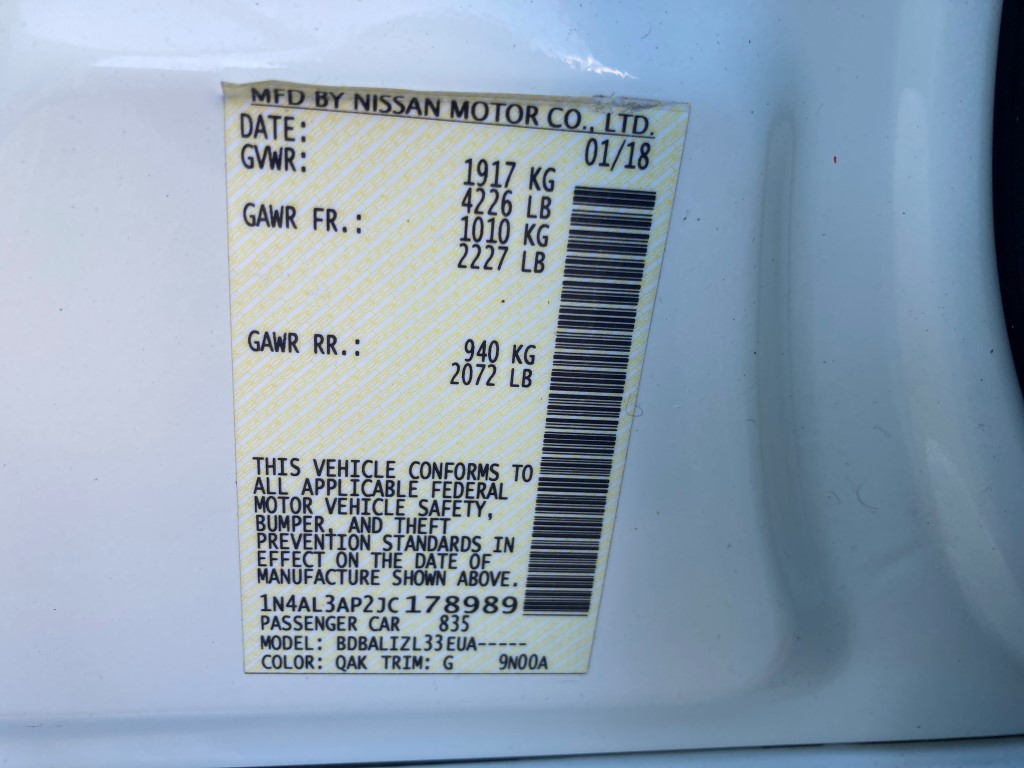 MFD BY NISSAN MOTOR CO., LTD.
DATE: 01/18
GVWR: 1917 KG
4226 LB
GAWR FR.: 1010 KG
2227 LB
GAWR RR.: 940 KG
2072 LB
THIS VEHICLE CONFORMS TO
ALL APPLICABLE FEDERAL
MOTOR VEHICLE SAFETY,
BUMPER, AND THEFT
PREVENTION STANDARDS IN
EFFECT ON THE DATE OF
MANUFACTURE SHOWN ABOVE.
1N4AL3AP2JC178989
PASSENGER CAR 835
MODEL: BDBALIZL33EUA-----
COLOR: QAK TRIM: G 9N00A